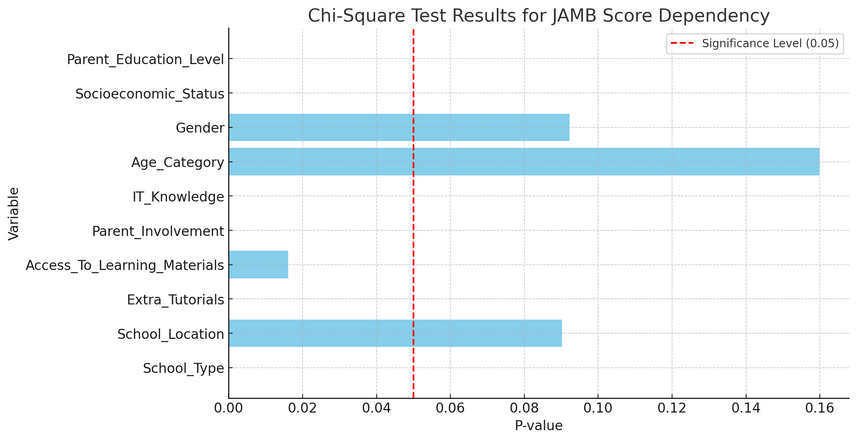 Chi-Square Test Results for JAMB Score Dependency
Significance Level (0.05)
Parent_Education_Level
Socioeconomic_Status
Gender
Age_Category
IT_Knowledge
Parent_Involvement
Access_To_Learning_Materials
Extra_Tutorials
School_Location
School_Type
Variable
0.00 0.02 0.04 0.06 0.08 0.10 0.12 0.14 0.16
P-value